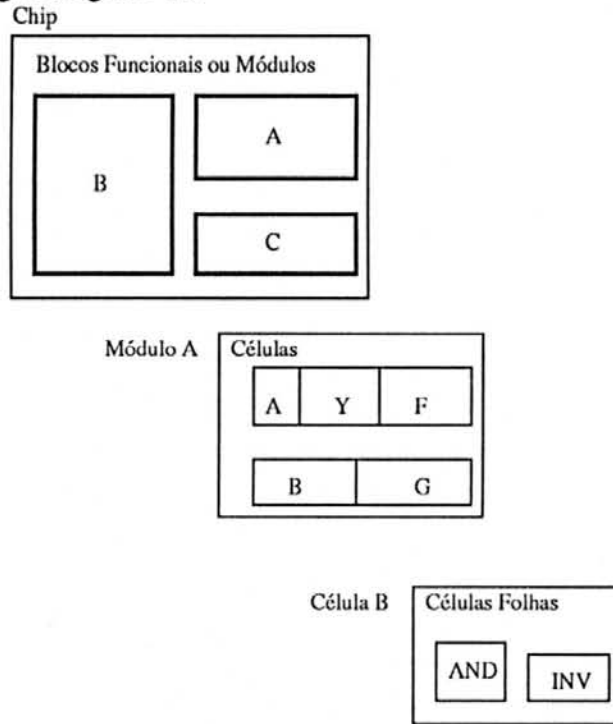 Chip
Blocos Funcionais ou Módulos
B
A
C
Módulo A
Células
A Y F
B G
Célula B
Células Folhas
AND INV